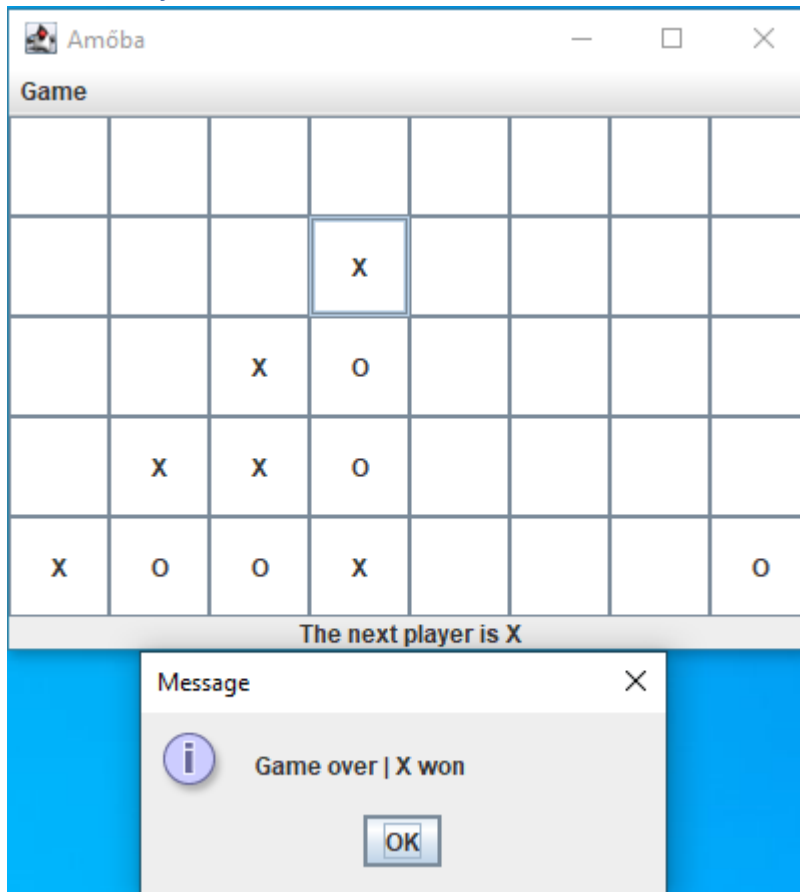 Amőba
Game
X
X O
X X O
X O O X O
The next player is X
Message
Game over | X won
OK